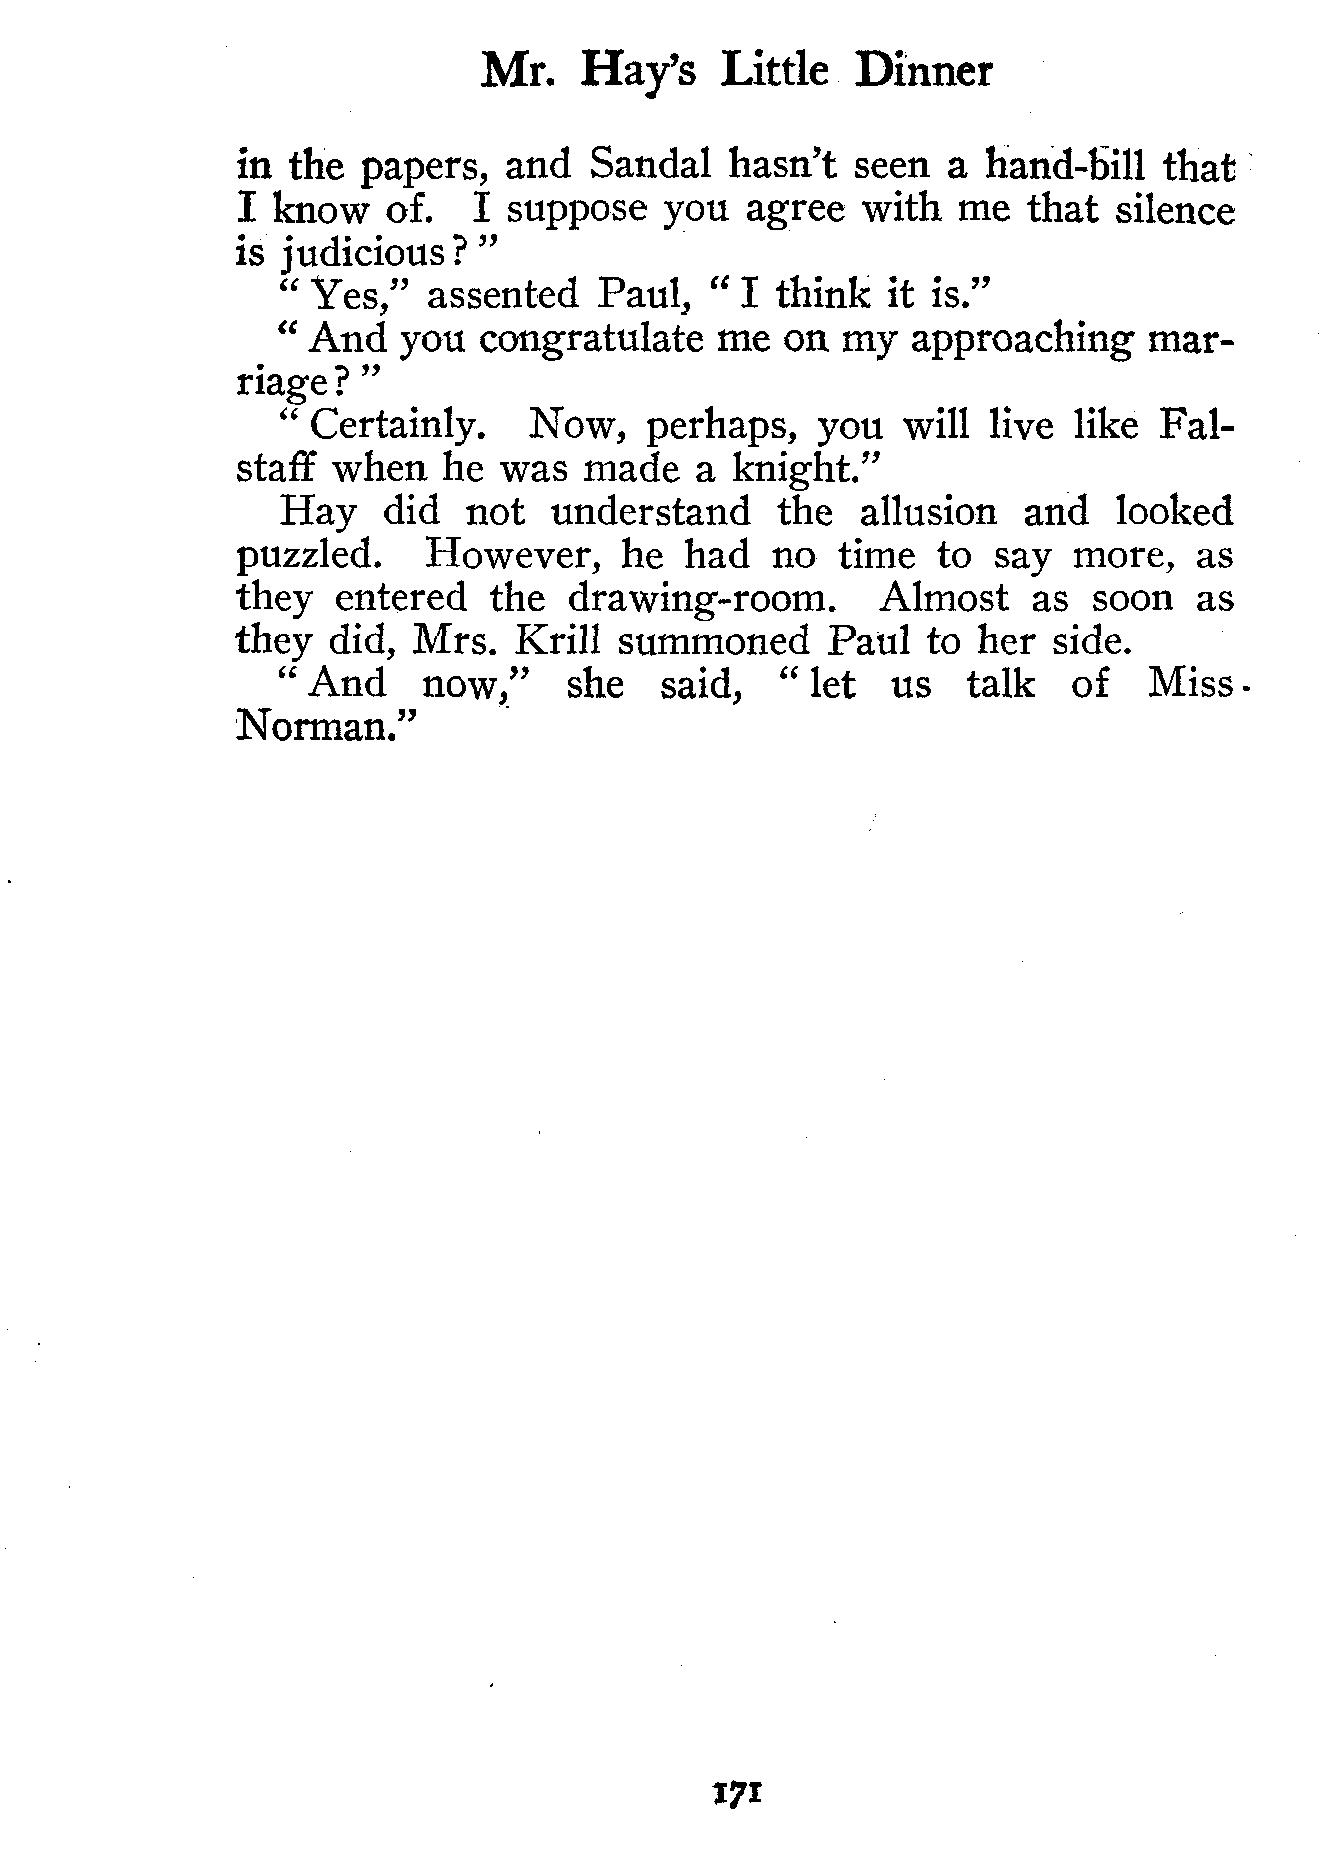 Mr. Hay's Little Dinner
in the papers, and Sandal hasn't seen a hand-bill that
I know of. I suppose you agree with me that silence
is judicious?"
"Yes," assented Paul, "I think it is."
"And you congratulate me on my approaching mar-
riage?"
"Certainly. Now, perhaps, you will live like Fal-
staff when he was made a knight."
Hay did not understand the allusion and looked
puzzled. However, he had no time to say more, as
they entered the drawing-room. Almost as soon as
they did, Mrs. Krill summoned Paul to her side.
"And now," she said, "let us talk of Miss
Norman."
171